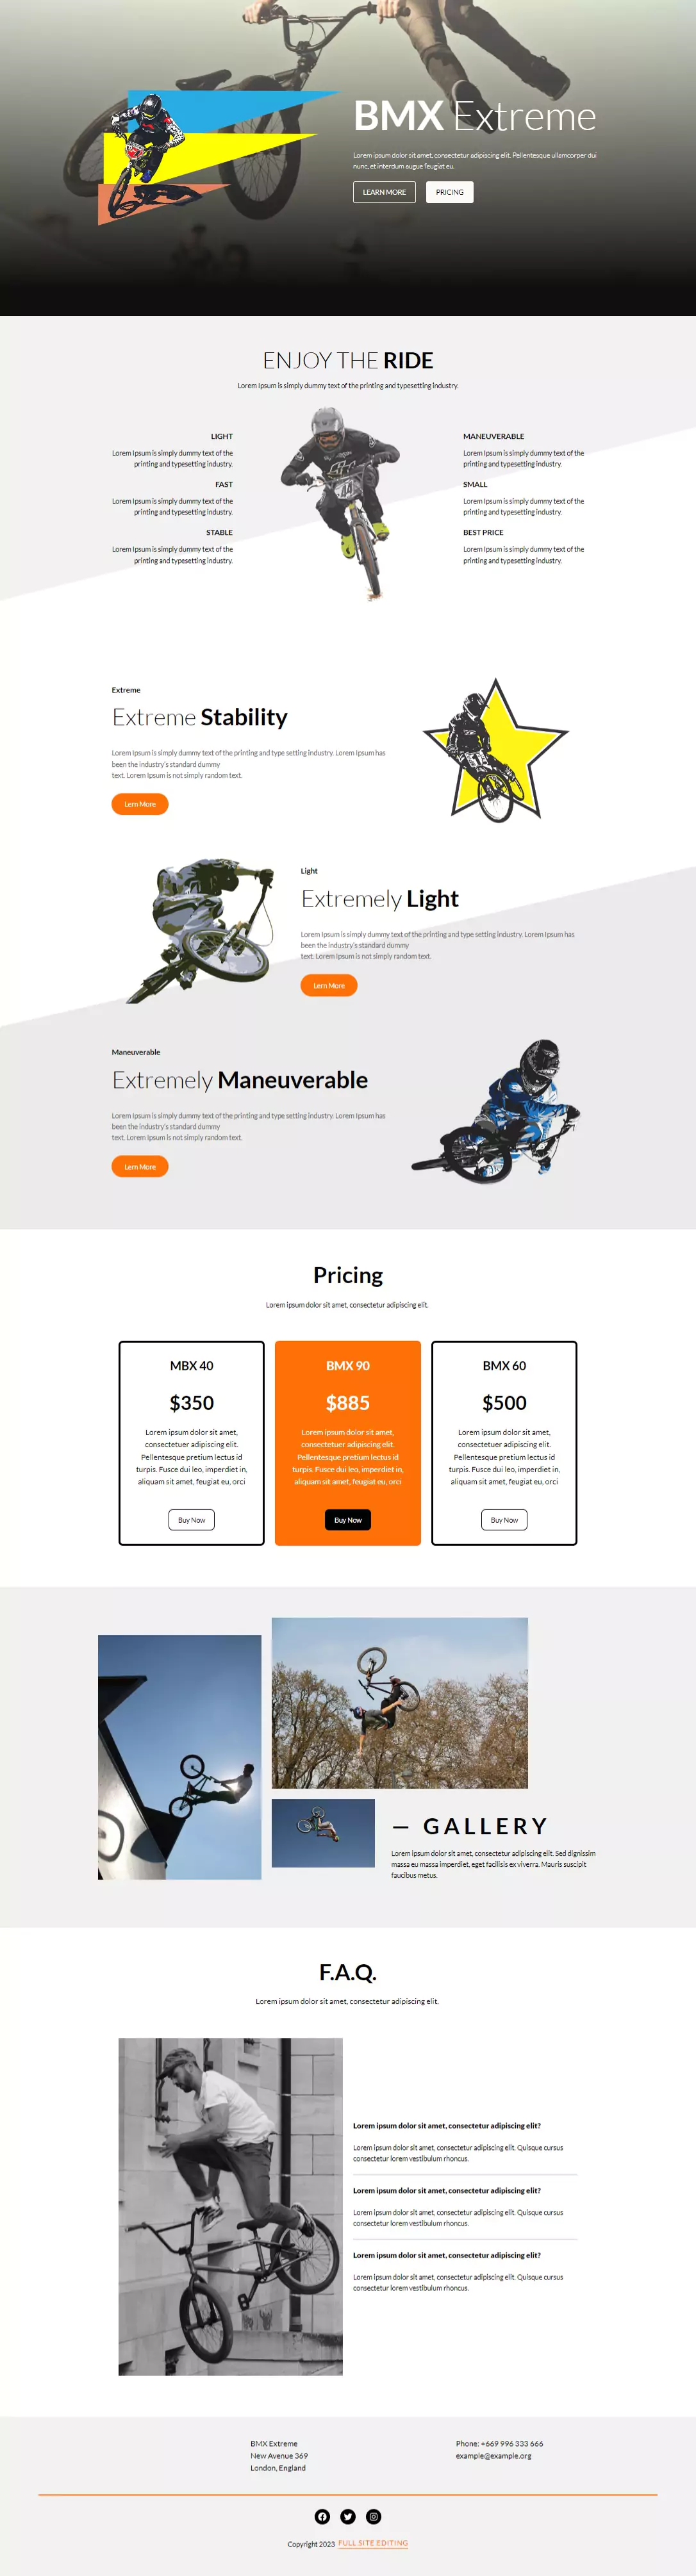 BMX Extreme
Lorem ipsum dolor sit amet, consectetur adipiscing elit. Pellentesque ullamcorper dui
nunc, et interdum augue feugiat eu.
LEARN MORE
PRICING
ENJOY THE RIDE
Lorem Ipsum is simply dummy text of the printing and typesetting industry.
LIGHT
Lorem Ipsum is simply dummy text of the
printing and typesetting industry.
FAST
Lorem Ipsum is simply dummy text of the
printing and typesetting industry.
STABLE
Lorem Ipsum is simply dummy text of the
printing and typesetting industry.
MANEUVERABLE
Lorem Ipsum is simply dummy text of the
printing and typesetting industry.
SMALL
Lorem Ipsum is simply dummy text of the
printing and typesetting industry.
BEST PRICE
Lorem Ipsum is simply dummy text of the
printing and typesetting industry.
Extreme
Extreme Stability
Lorem Ipsum is simply dummy text of the printing and type setting industry. Lorem Ipsum has
been the industry's standard dummy
text. Lorem Ipsum is not simply random text.
Lern More
Light
Extremely Light
Lorem Ipsum is simply dummy text of the printing and type setting industry. Lorem Ipsum has
been the industry's standard dummy
text. Lorem Ipsum is not simply random text.
Lern More
Maneuverable
Extremely Maneuverable
Lorem Ipsum is simply dummy text of the printing and type setting industry. Lorem Ipsum has
been the industry's standard dummy
text. Lorem Ipsum is not simply random text.
Lern More
Pricing
Lorem ipsum dolor sit amet, consectetur adipiscing elit.
MBX 40
$350
Lorem ipsum dolor sit amet,
consectetuer adipiscing elit.
Pellentesque pretium lectus id
turpis. Fusce dui leo, imperdiet in,
aliquam sit amet, feugiat eu, orci
Buy Now
BMX 90
$885
Lorem ipsum dolor sit amet,
consectetuer adipiscing elit.
Pellentesque pretium lectus id
turpis. Fusce dui leo, imperdiet in,
aliquam sit amet, feugiat eu, orci
Buy Now
BMX 60
$500
Lorem ipsum dolor sit amet,
consectetuer adipiscing elit.
Pellentesque pretium lectus id
turpis. Fusce dui leo, imperdiet in,
aliquam sit amet, feugiat eu, orci
Buy Now
— GALLERY
Lorem ipsum dolor sit amet, consectetur adipiscing elit. Sed dignissim
massa eu massa imperdiet, eget facilisis ex viverra. Mauris suscipit
faucibus metus.
F.A.Q.
Lorem ipsum dolor sit amet, consectetur adipiscing elit.
Lorem ipsum dolor sit amet, consectetur adipiscing elit?
Lorem ipsum dolor sit amet, consectetur adipiscing elit. Quisque cursus
consectetur lorem vestibulum rhoncus.
Lorem ipsum dolor sit amet, consectetur adipiscing elit?
Lorem ipsum dolor sit amet, consectetur adipiscing elit. Quisque cursus
consectetur lorem vestibulum rhoncus.
Lorem ipsum dolor sit amet, consectetur adipiscing elit?
Lorem ipsum dolor sit amet, consectetur adipiscing elit. Quisque cursus
consectetur lorem vestibulum rhoncus.
BMX Extreme
New Avenue 369
London, England
Phone: +669 996 333 666
example@example.org
Copyright 2023 FULL SITE EDITING